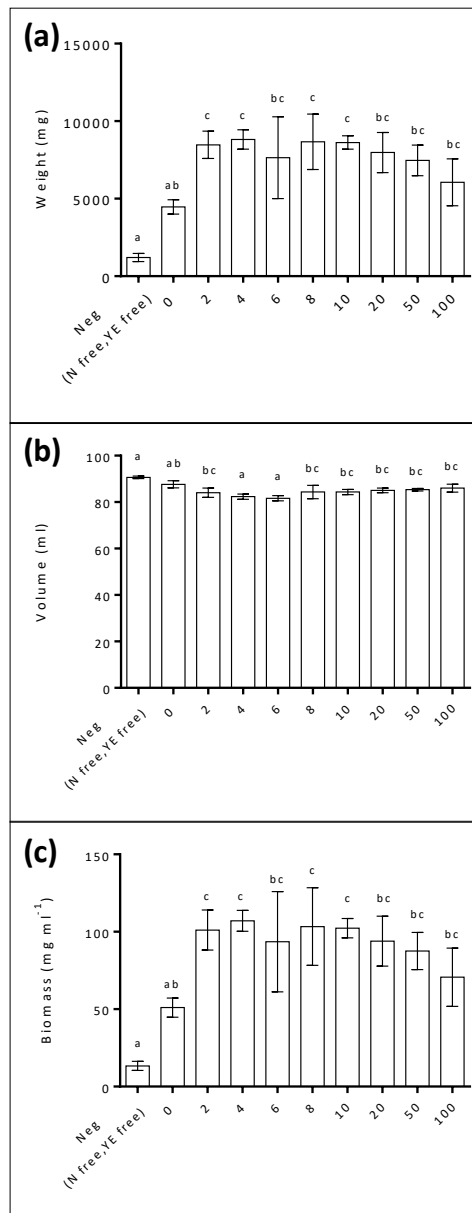 (a)
15000
10000
5000
0
Weight (mg)
a
ab
c
c
bc
c
c
bc
bc
bc
Neg
(N free,YE free)
0
2
4
6
8
10
20
50
100
(b)
100
80
60
40
20
0
Volume (ml)
a
ab
bc
a
a
bc
bc
bc
bc
bc
Neg
(N free,YE free)
0
2
4
6
8
10
20
50
100
(c)
150
100
50
0
Biomass (mg ml⁻¹)
a
ab
c
c
bc
c
c
bc
bc
bc
Neg
(N free,YE free)
0
2
4
6
8
10
20
50
100